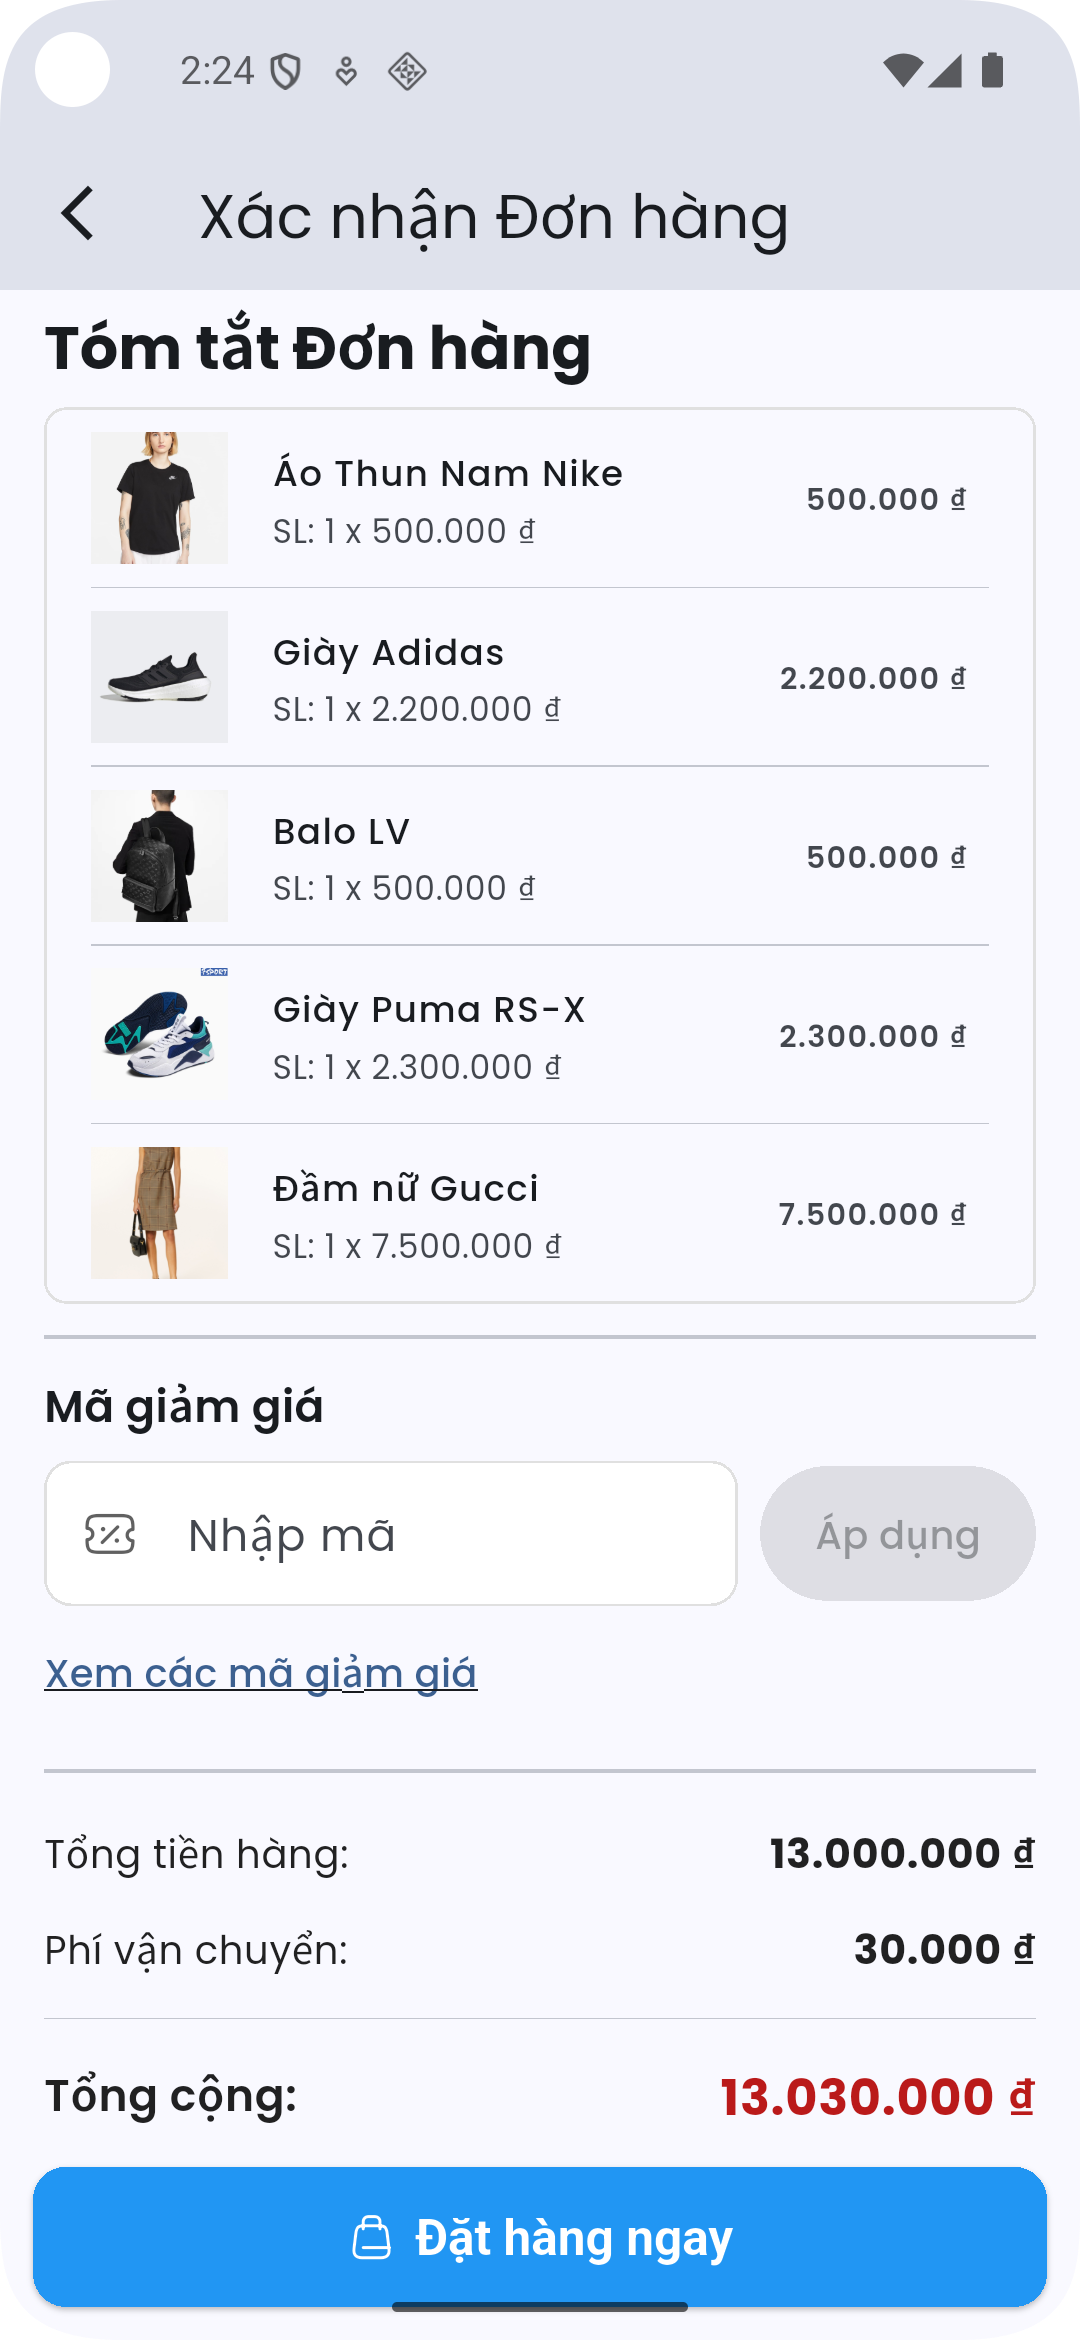 2:24
Xác nhận Đơn hàng
Tóm tắt Đơn hàng
Áo Thun Nam Nike
SL: 1 x 500.000 ₫
500.000 ₫
Giày Adidas
SL: 1 x 2.200.000 ₫
2.200.000 ₫
Balo LV
SL: 1 x 500.000 ₫
500.000 ₫
Giày Puma RS-X
SL: 1 x 2.300.000 ₫
2.300.000 ₫
Đầm nữ Gucci
SL: 1 x 7.500.000 ₫
7.500.000 ₫
Mã giảm giá
Nhập mã
Áp dụng
Xem các mã giảm giá
Tổng tiền hàng:
13.000.000 ₫
Phí vận chuyển:
30.000 ₫
Tổng cộng:
13.030.000 ₫
Đặt hàng ngay